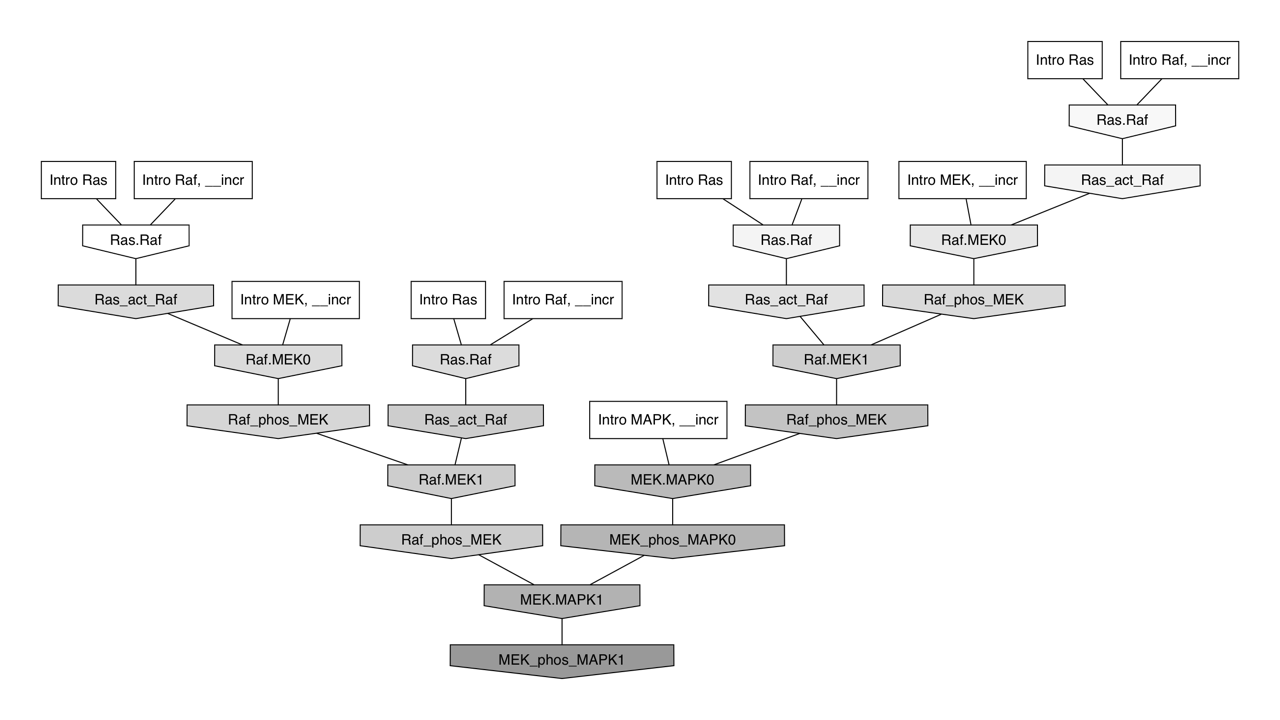 Intro Ras
Intro Raf, __incr
Ras.Raf
Intro Ras
Intro Raf, __incr
Intro Ras
Intro Raf, __incr
Intro MEK, __incr
Ras_act_Raf
Ras.Raf
Ras.Raf
Raf.MEK0
Ras_act_Raf
Intro MEK, __incr
Intro Ras
Intro Raf, __incr
Ras_act_Raf
Raf_phos_MEK
Raf.MEK0
Ras.Raf
Raf.MEK1
Raf_phos_MEK
Ras_act_Raf
Intro MAPK, __incr
Raf_phos_MEK
Raf.MEK1
MEK.MAPK0
Raf_phos_MEK
MEK_phos_MAPK0
MEK.MAPK1
MEK_phos_MAPK1